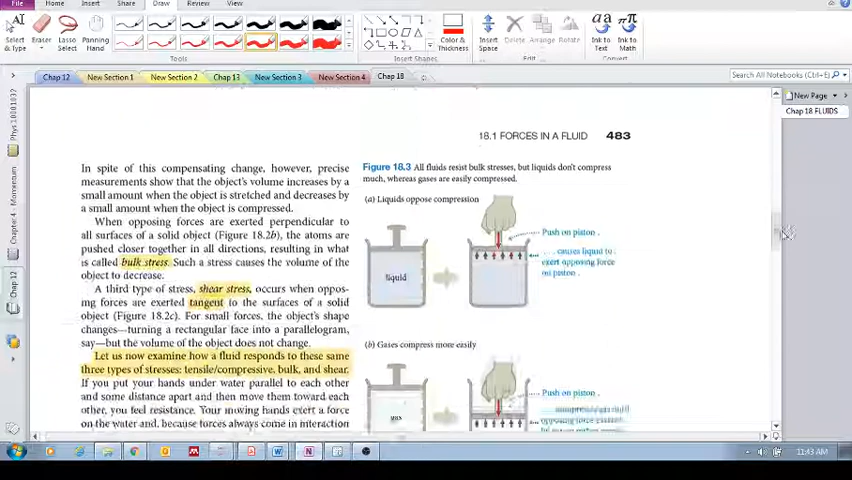 File Home Insert Share Draw Review View
Select & Type
Eraser
Lasso Select
Panning Hand
Color & Thickness
Insert Space
Delete
Arrange
Rotate
Ink to Text
Ink to Math
Tools
Insert Shapes
Convert
Chap 12 New Section 1 New Section 2 Chap 13 New Section 3 New Section 4 Chap 18
Search All Notebooks (Ctrl+E)
New Page
Chap 18 FLUIDS
Chapte.4 - Momentum
Chap 12
18.1 FORCES IN A FLUID 483
In spite of this compensating change, however, precise
measurements show that the object's volume increases by a
small amount when the object is stretched and decreases by
a small amount when the object is compressed.
When opposing forces are exerted perpendicular to
all surfaces of a solid object (Figure 18.2b), the atoms are
pushed closer together in all directions, resulting in what
is called bulk stress. Such a stress causes the volume of the
object to decrease.
A third type of stress, shear stress, occurs when oppos-
ing forces are exerted tangent to the surfaces of a solid
object (Figure 18.2c). For small forces, the object's shape
changes—turning a rectangular face into a parallelogram,
say—but the volume of the object does not change.
Let us now examine how a fluid responds to these same
three types of stresses: tensile/compressive, bulk, and shear.
If you put your hands under water parallel to each other
and some distance apart and then move them toward each
other, you feel resistance. Your moving hands exert a force
on the water and, because forces always come in interaction
Figure 18.3 All fluids resist bulk stresses, but liquids don't compress
much, whereas gases are easily compressed.
(a) Liquids oppose compression
Push on piston .
. . . causes liquid to
exert opposing force
on piston.
liquid
(b) Gases compress more easily
Push on piston .
gas
11:43 AM